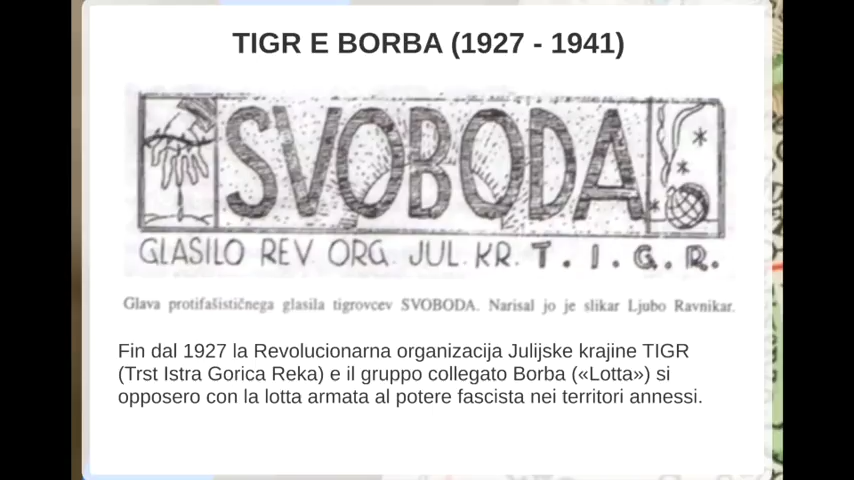 TIGR E BORBA (1927 - 1941)
SVOBODA
GLASILO REV. ORG. JUL. KR. T. I. G. R.
Glava protifašističnega glasila tigrovcev SVOBODA. Narisal jo je slikar Ljubo Ravnikar.
Fin dal 1927 la Revolucionarna organizacija Julijske krajine TIGR
(Trst Istra Gorica Reka) e il gruppo collegato Borba («Lotta») si
opposero con la lotta armata al potere fascista nei territori annessi.